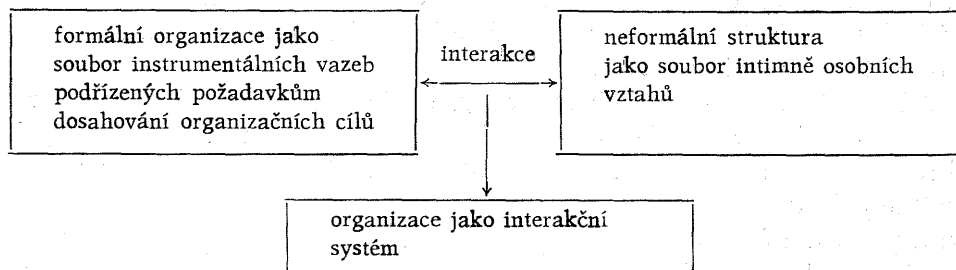 formální organizace jako
soubor instrumentálních vazeb
podřízených požadavkům
dosahování organizačních cílů
interakce
neformální struktura
jako soubor intimně osobních
vztahů
organizace jako interakční
systém